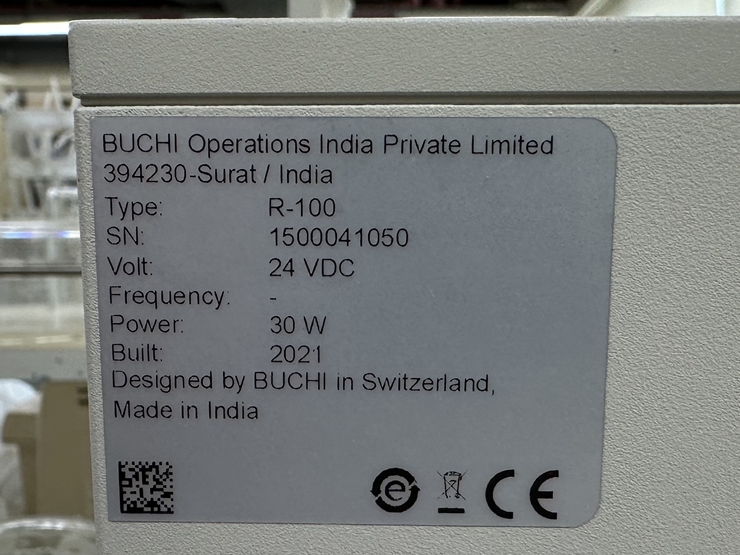 BUCHI Operations India Private Limited
394230-Surat / India
Type: R-100
SN: 1500041050
Volt: 24 VDC
Frequency: -
Power: 30 W
Built: 2021
Designed by BUCHI in Switzerland,
Made in India
e CE